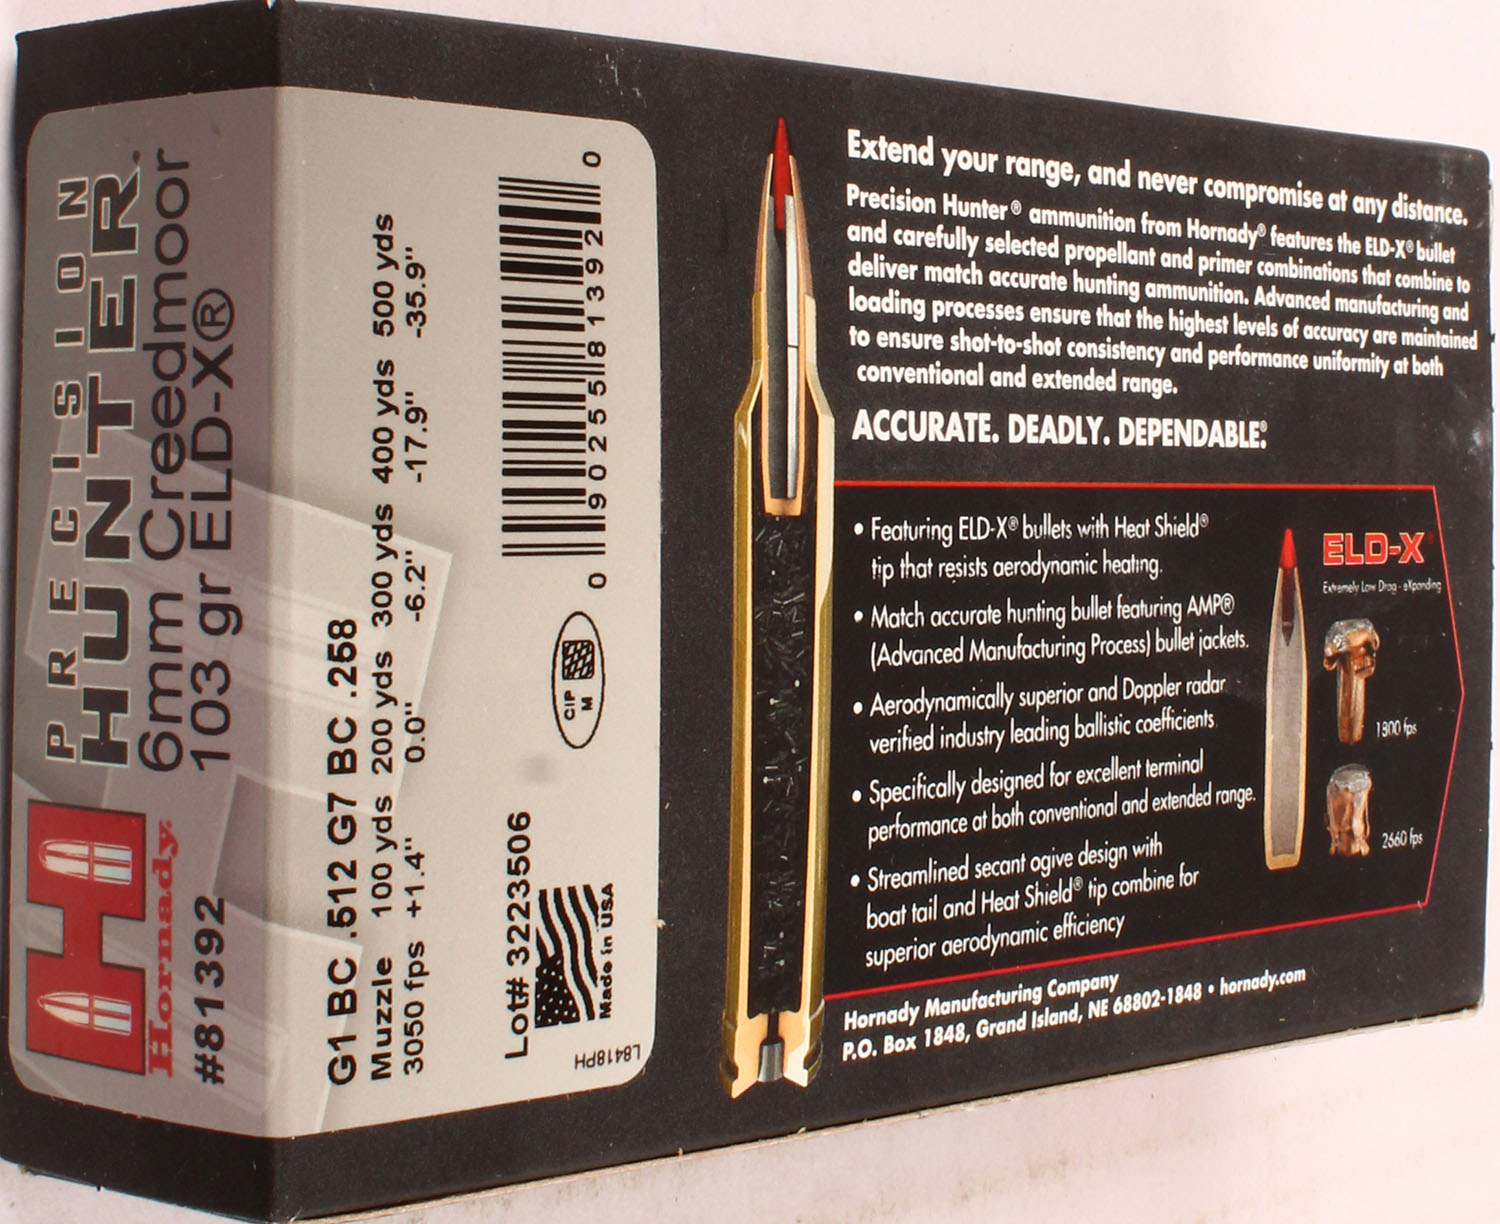 PRECISION
HUNTER
6mm Creedmoor
103 gr ELD-X®
Hornady
#81392
G1 BC .512 G7 BC .258
Muzzle 100 yds 200 yds 300 yds 400 yds 500 yds
3050 fps +1.4" 0.0" -6.2" -17.9" -35.9"
Lot# 3223506
CIP
M
0 90255 81392 0
Made in USA
L8418PH
Extend your range, and never compromise at any distance.
Precision Hunter® ammunition from Hornady® features the ELD-X® bullet
and carefully selected propellant and primer combinations that combine to
deliver match accurate hunting ammunition. Advanced manufacturing and
loading processes ensure that the highest levels of accuracy are maintained
to ensure shot-to-shot consistency and performance uniformity at both
conventional and extended range.
ACCURATE. DEADLY. DEPENDABLE.®
• Featuring ELD-X® bullets with Heat Shield®
tip that resists aerodynamic heating.
• Match accurate hunting bullet featuring AMP®
(Advanced Manufacturing Process) bullet jackets.
• Aerodynamically superior and Doppler radar
verified industry leading ballistic coefficients
• Specifically designed for excellent terminal
performance at both conventional and extended range.
• Streamlined secant ogive design with
boat tail and Heat Shield® tip combine for
superior aerodynamic efficiency
ELD-X®
Extremely Low Drag - eXpanding
1800 fps
2660 fps
Hornady Manufacturing Company
P.O. Box 1848, Grand Island, NE 68802-1848 • hornady.com